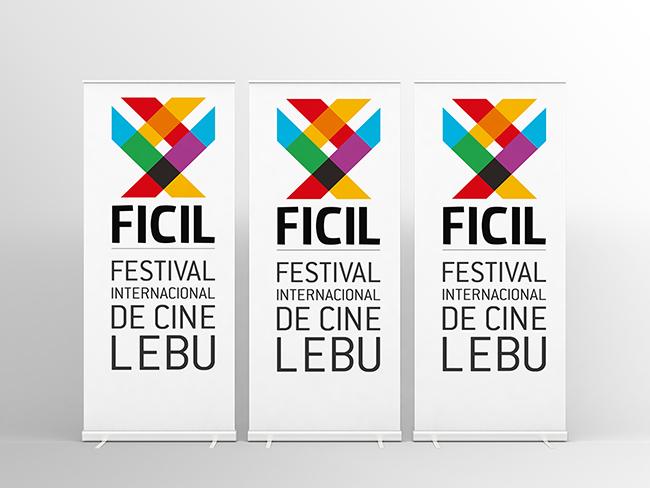 FICIL
FESTIVAL
INTERNACIONAL
DE CINE
LEBU
FICIL
FESTIVAL
INTERNACIONAL
DE CINE
LEBU
FICIL
FESTIVAL
INTERNACIONAL
DE CINE
LEBU